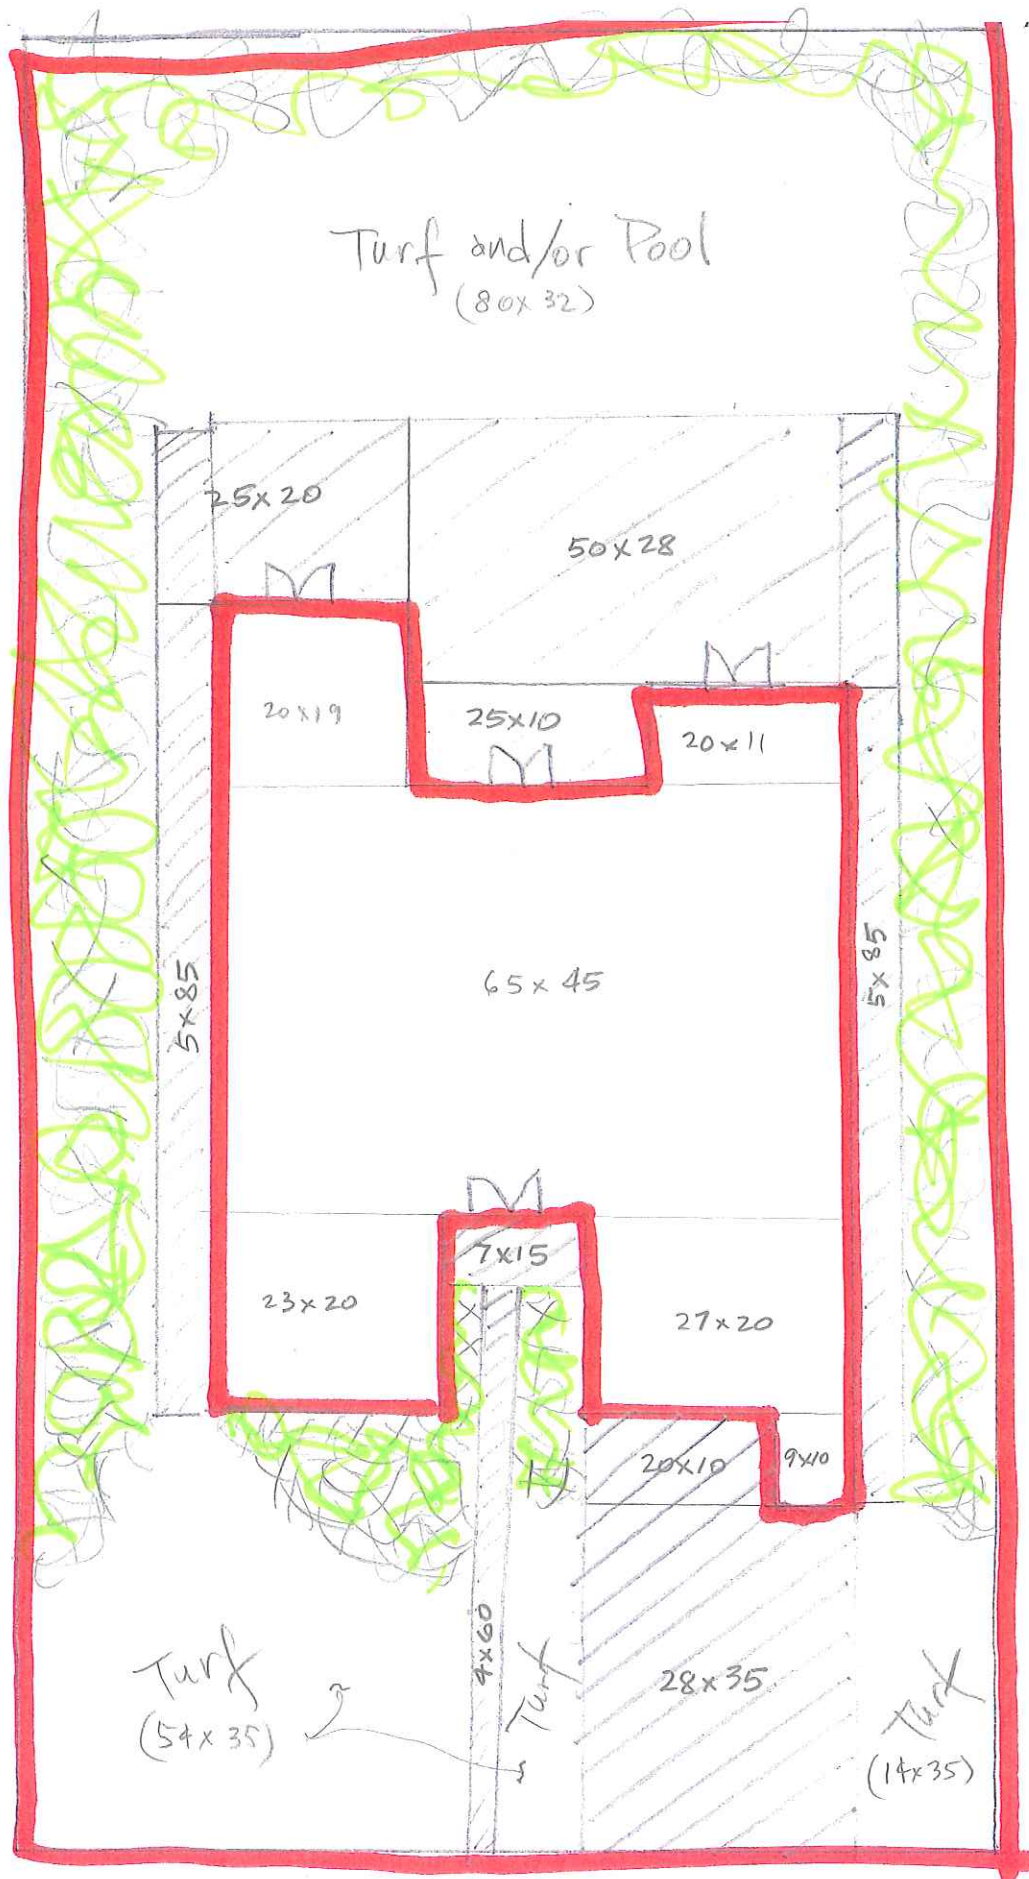 Turf and/or Pool
(80x32)
25x20
50x28
20x19
25x10
20x11
65x45
5x85
5x85
7x15
23x20
27x20
20x10
9x10
4x60
Turf
(54x35)
Turf
28x35
Turf
(14x35)